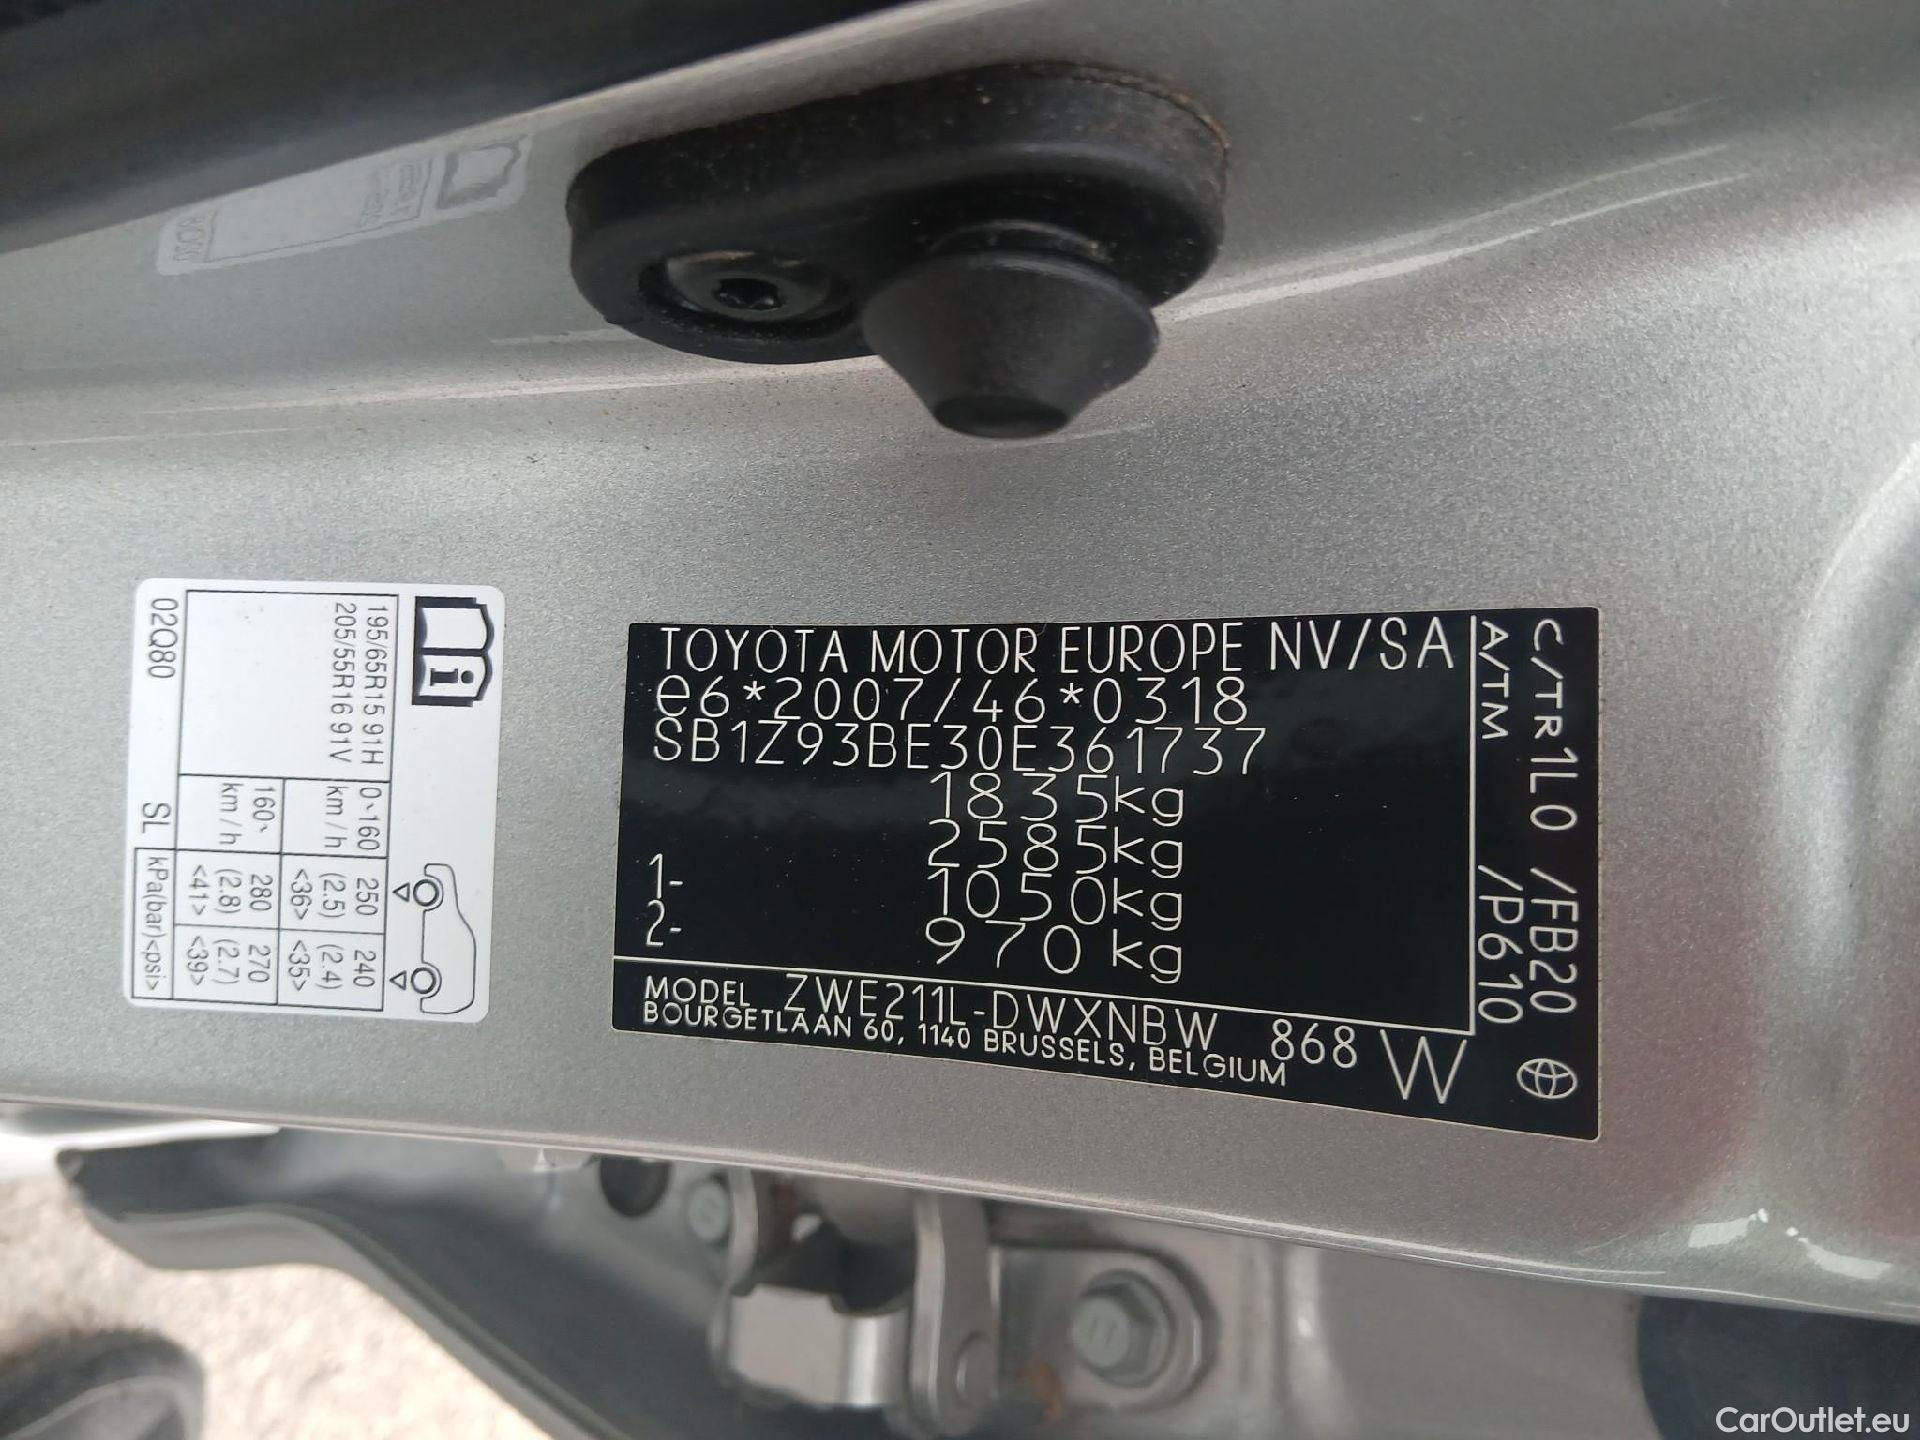 TOYOTA MOTOR EUROPE NV/SA
e6*2007/46*0318
SB1Z93BE30E361737
1835kg
2585kg
1- 1050kg
2- 970kg
MODEL ZWE211L-DWXNBW 868 W
BOURGETLAAN 60, 1140 BRUSSELS, BELGIUM
C/TR 1L0 /FB20
A/TM /P610
i
195/65R15 91H
205/55R16 91V
0~160
km/h
250
(2.5)
<36>
240
(2.4)
<35>
160~
km/h
280
(2.8)
<41>
270
(2.7)
<39>
02Q80 SL kPa(bar)<psi>
CarOutlet.eu